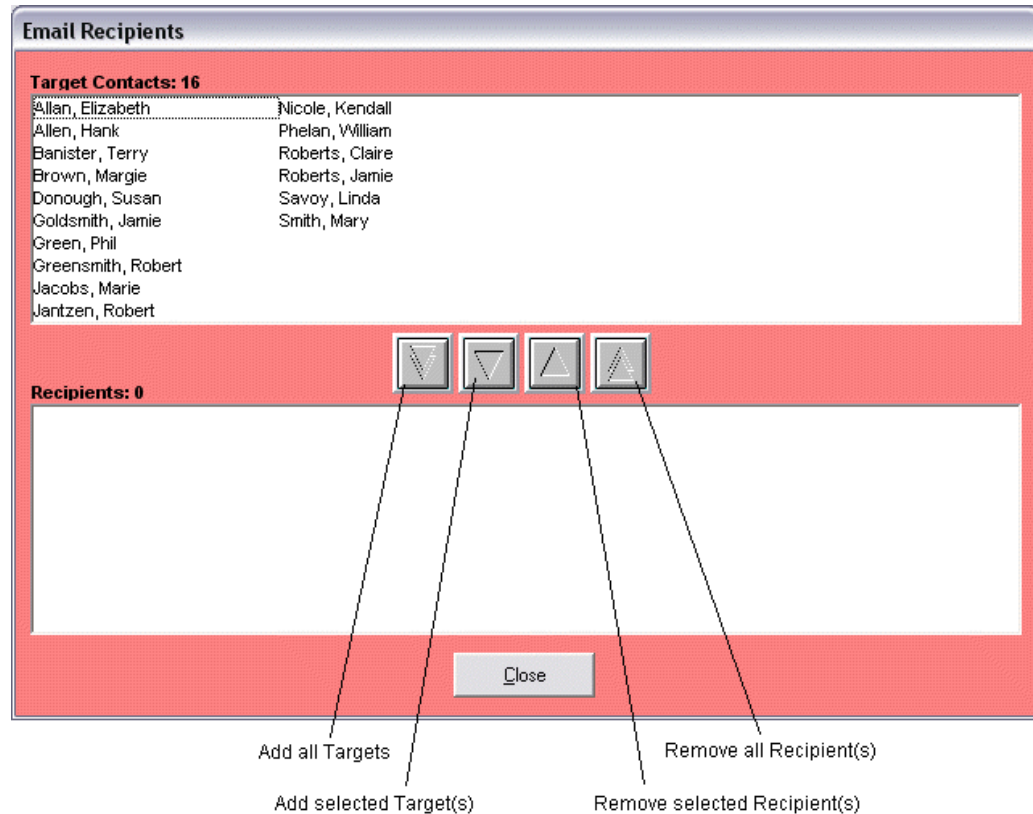 Email Recipients
Target Contacts: 16
Allan, Elizabeth
Allen, Hank
Banister, Terry
Brown, Margie
Donough, Susan
Goldsmith, Jamie
Green, Phil
Greensmith, Robert
Jacobs, Marie
Jantzen, Robert
Nicole, Kendall
Phelan, William
Roberts, Claire
Roberts, Jamie
Savoy, Linda
Smith, Mary
Recipients: 0
Close
Add all Targets
Remove all Recipient(s)
Add selected Target(s)
Remove selected Recipient(s)